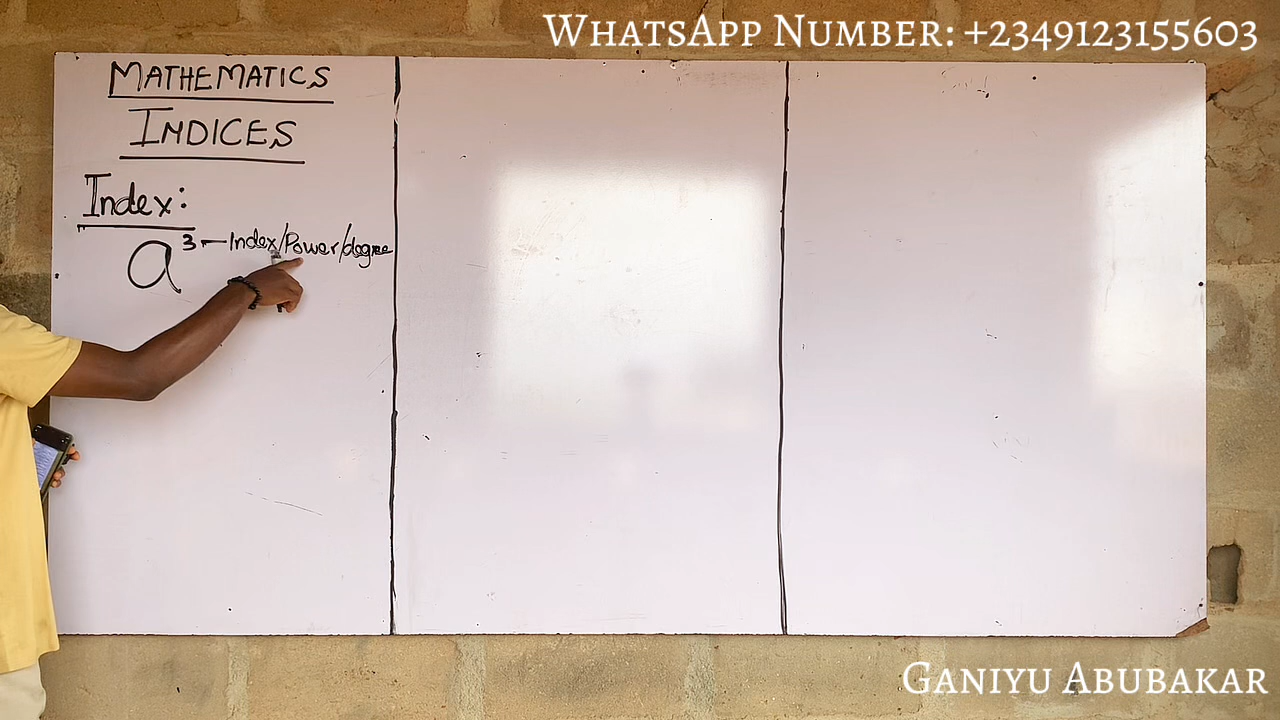 WhatsApp Number: +2349123155603
MATHEMATICS
INDICES
Index:
a³ — Index/Power/degree
Ganiyu Abubakar